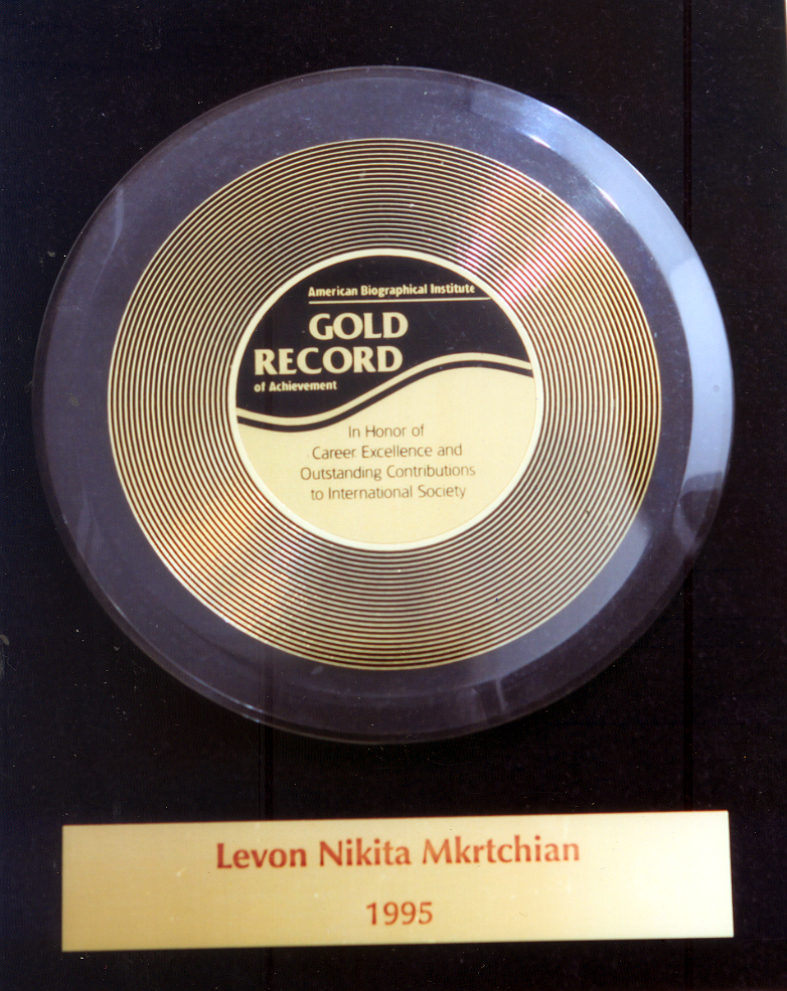 American Biographical Institute
GOLD
RECORD
of Achievement
In Honor of
Career Excellence and
Outstanding Contributions
to International Society
Levon Nikita Mkrtchian
1995